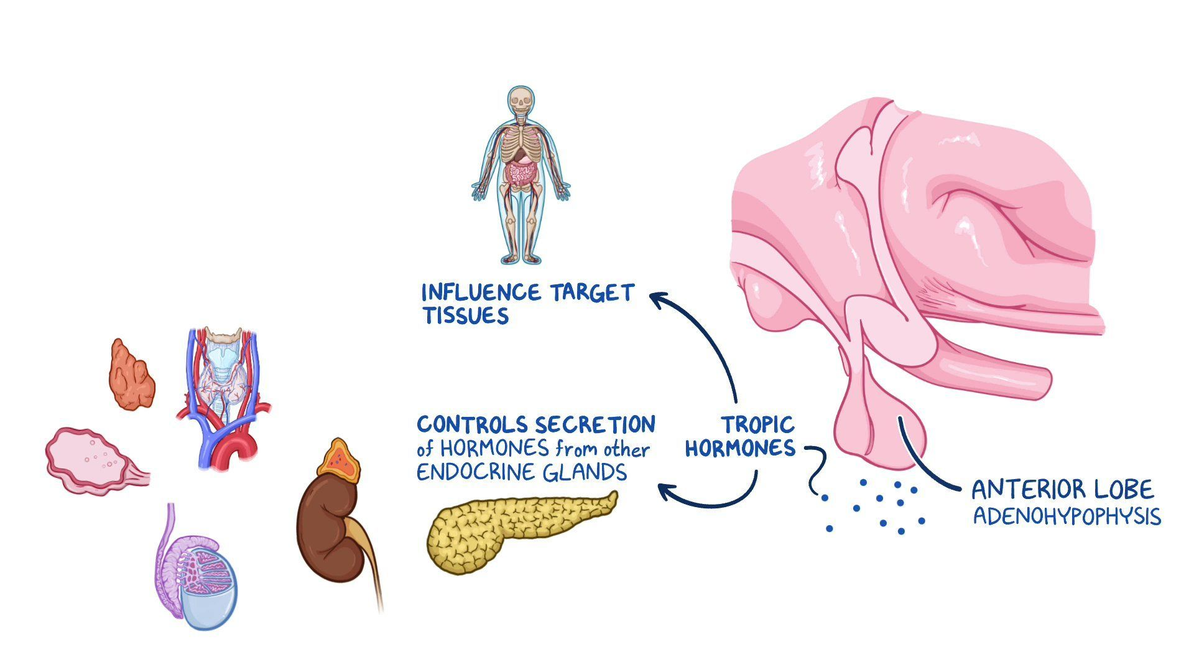 INFLUENCE TARGET
TISSUES
CONTROLS SECRETION
of HORMONES from other
ENDOCRINE GLANDS
TROPIC
HORMONES
ANTERIOR LOBE
ADENOHYPOPHYSIS